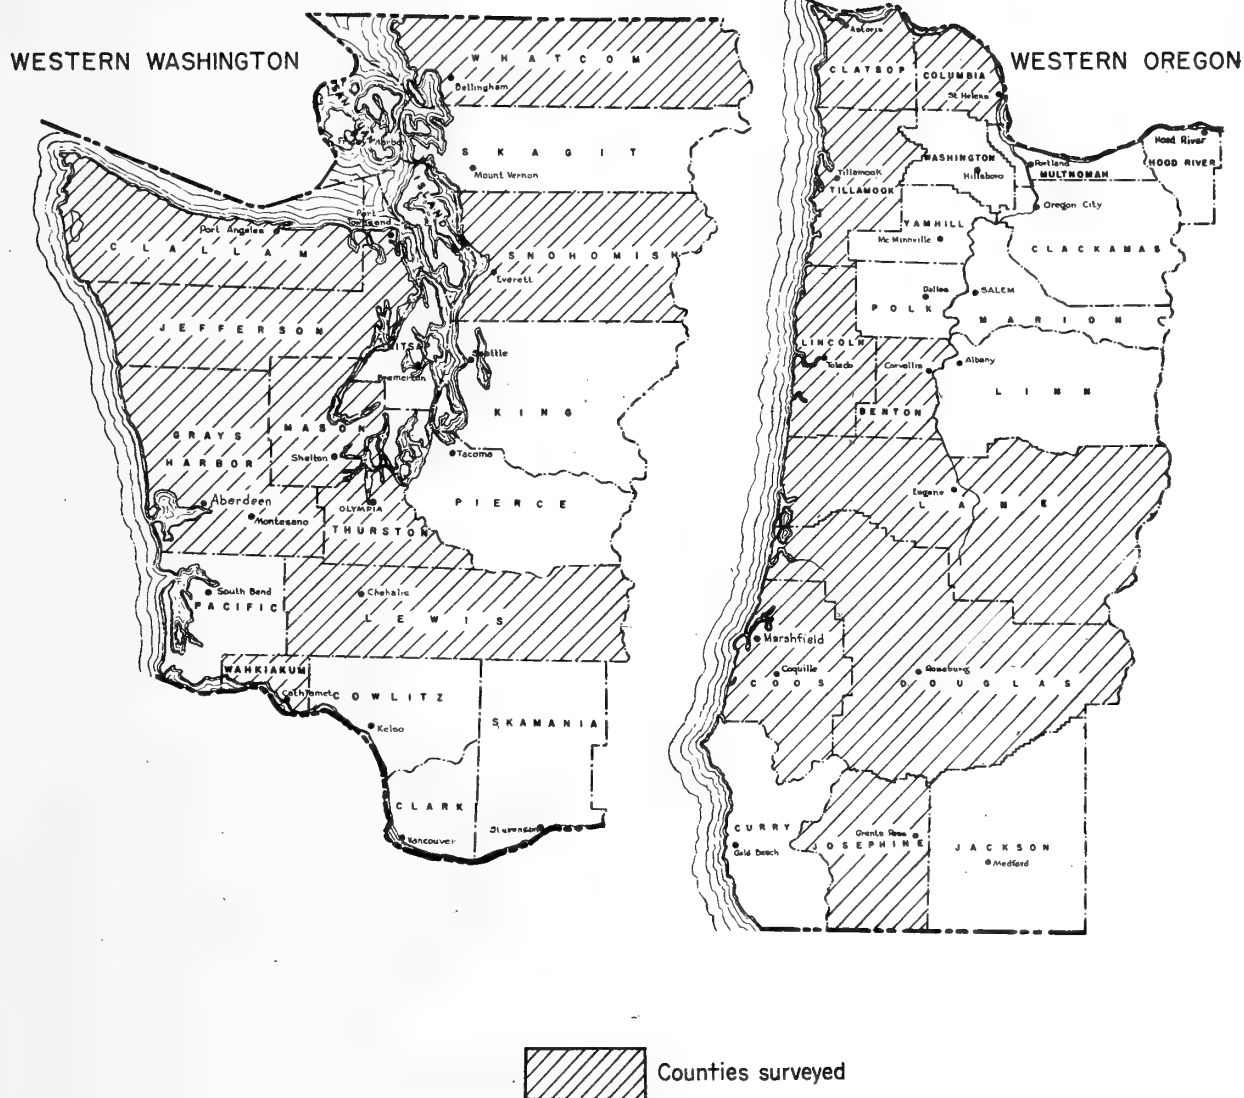 WESTERN WASHINGTON
WHATCOM
Bellingham
SAN
SKAGIT
Mount Vernon
ISLAND
Port
Townsend
Port Angeles
CLALLAM
SNOHOMISH
Everett
JEFFERSON
KITSAP
Seattle
Bremerton
KING
GRAYS
HARBOR
MASON
Shelton
Tacoma
PIERCE
Aberdeen
Montesano
OLYMPIA
THURSTON
South Bend
PACIFIC
Chehalis
LEWIS
WAHKIAKUM
Cathlamet
COWLITZ
Kelso
SKAMANIA
CLARK
Vancouver
Stevenson
WESTERN OREGON
Astoria
CLATSOP
COLUMBIA
St Helens
Hood River
HOOD RIVER
WASHINGTON
Hillsboro
Portland
MULTNOMAH
Tillamook
TILLAMOOK
Oregon City
YAMHILL
Mc Minnville
CLACKAMAS
Dallas
POLK
SALEM
MARION
LINCOLN
Toledo
Corvallis
Albany
LINN
BENTON
Eugene
LANE
Marshfield
Coquille
COOS
Roseburg
DOUGLAS
CURRY
Gold Beach
Grants Pass
JOSEPHINE
JACKSON
Medford
Counties surveyed